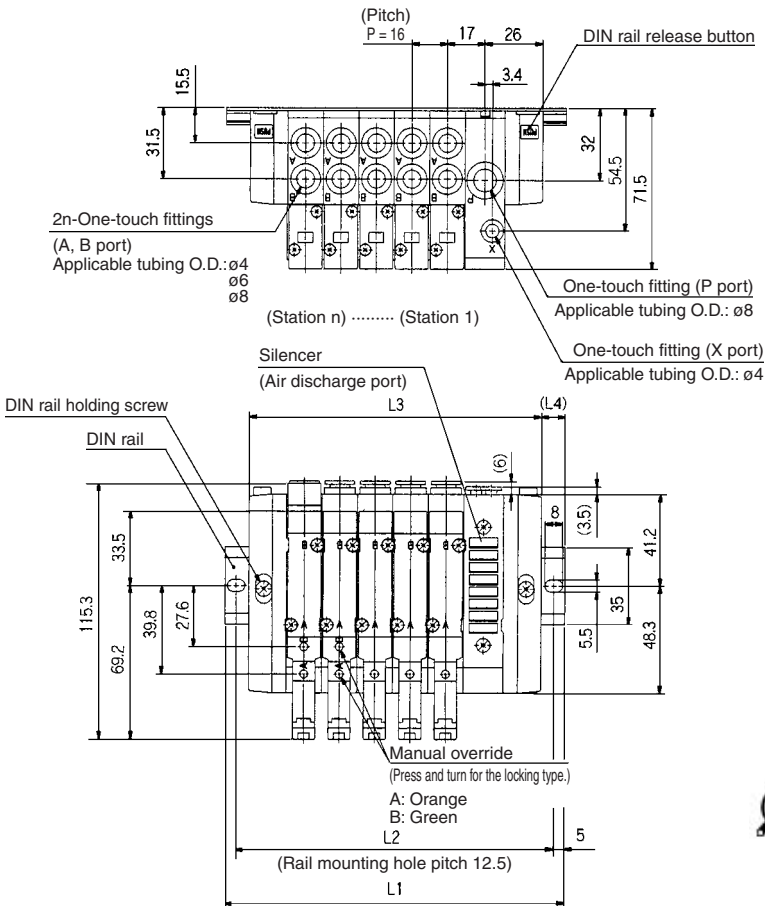 (Pitch)
P = 16
17
26
DIN rail release button
3.4
15.5
31.5
PUSH
PUSH
32
54.5
71.5
A A A A A
B B B B B P
X
2n-One-touch fittings
(A, B port)
Applicable tubing O.D.:ø4
ø6
ø8
One-touch fitting (P port)
Applicable tubing O.D.: ø8
(Station n) ········· (Station 1)
One-touch fitting (X port)
Applicable tubing O.D.: ø4
Silencer
(Air discharge port)
L3
(L4)
DIN rail holding screw
DIN rail
(6)
8
(3.5)
41.2
33.5
115.3
39.8
27.6
69.2
35
5.5
48.3
Manual override
(Press and turn for the locking type.)
A: Orange
B: Green
L2
5
(Rail mounting hole pitch 12.5)
L1